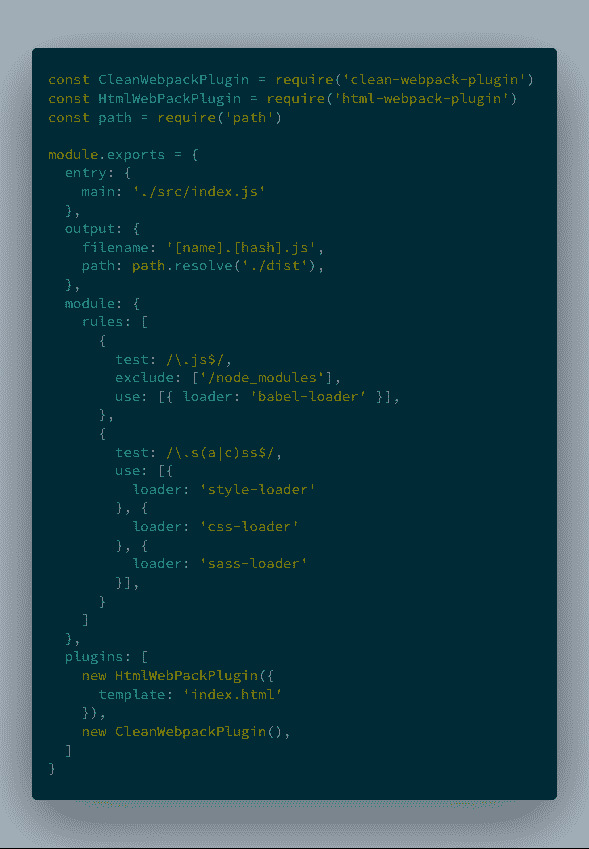 const CleanWebpackPlugin = require('clean-webpack-plugin')
const HtmlWebPackPlugin = require('html-webpack-plugin')
const path = require('path')

module.exports = {
  entry: {
    main: './src/index.js'
  },
  output: {
    filename: '[name].[hash].js',
    path: path.resolve('./dist'),
  },
  module: {
    rules: [
      {
        test: /\.js$/,
        exclude: ['/node_modules'],
        use: [{ loader: 'babel-loader' }],
      },
      {
        test: /\.s(a|c)ss$/,
        use: [{
          loader: 'style-loader'
        }, {
          loader: 'css-loader'
        }, {
          loader: 'sass-loader'
        }],
      }
    ]
  },
  plugins: [
    new HtmlWebPackPlugin({
      template: 'index.html'
    }),
    new CleanWebpackPlugin(),
  ]
}